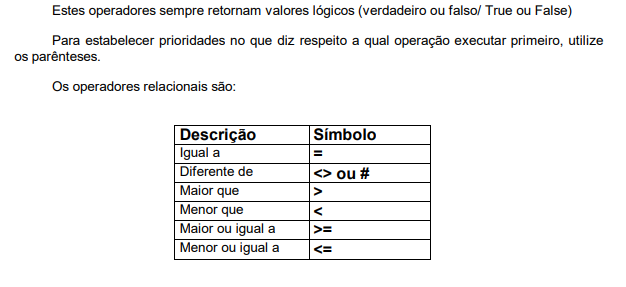 Estes operadores sempre retornam valores lógicos (verdadeiro ou falso/ True ou False)
Para estabelecer prioridades no que diz respeito a qual operação executar primeiro, utilize
os parênteses.
Os operadores relacionais são:
Descrição Símbolo
Igual a =
Diferente de <> ou #
Maior que >
Menor que <
Maior ou igual a >=
Menor ou igual a <=